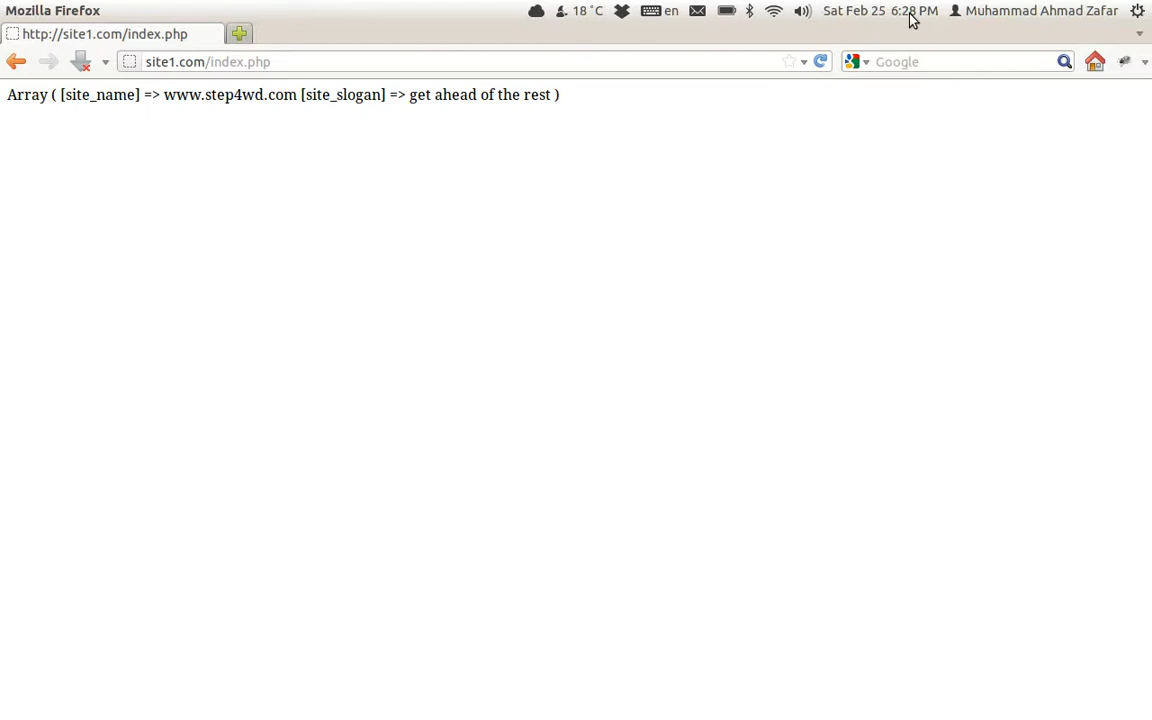 Mozilla Firefox 18 °C en Sat Feb 25 6:28 PM Muhammad Ahmad Zafar
http://site1.com/index.php
site1.com/index.php Google
Array ( [site_name] => www.step4wd.com [site_slogan] => get ahead of the rest )